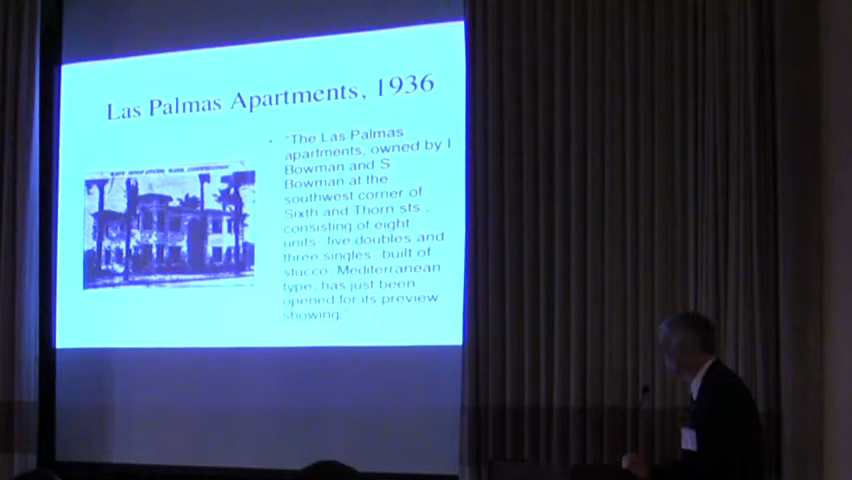 Las Palmas Apartments, 1936
• "The Las Palmas
apartments, owned by I
Bowman and S
Bowman at the
southwest corner of
Sixth and Thorn sts.,
consisting of eight
units- five doubles and
three singles- built of
stucco, Mediterranean
type, has just been
opened for its preview
showing."